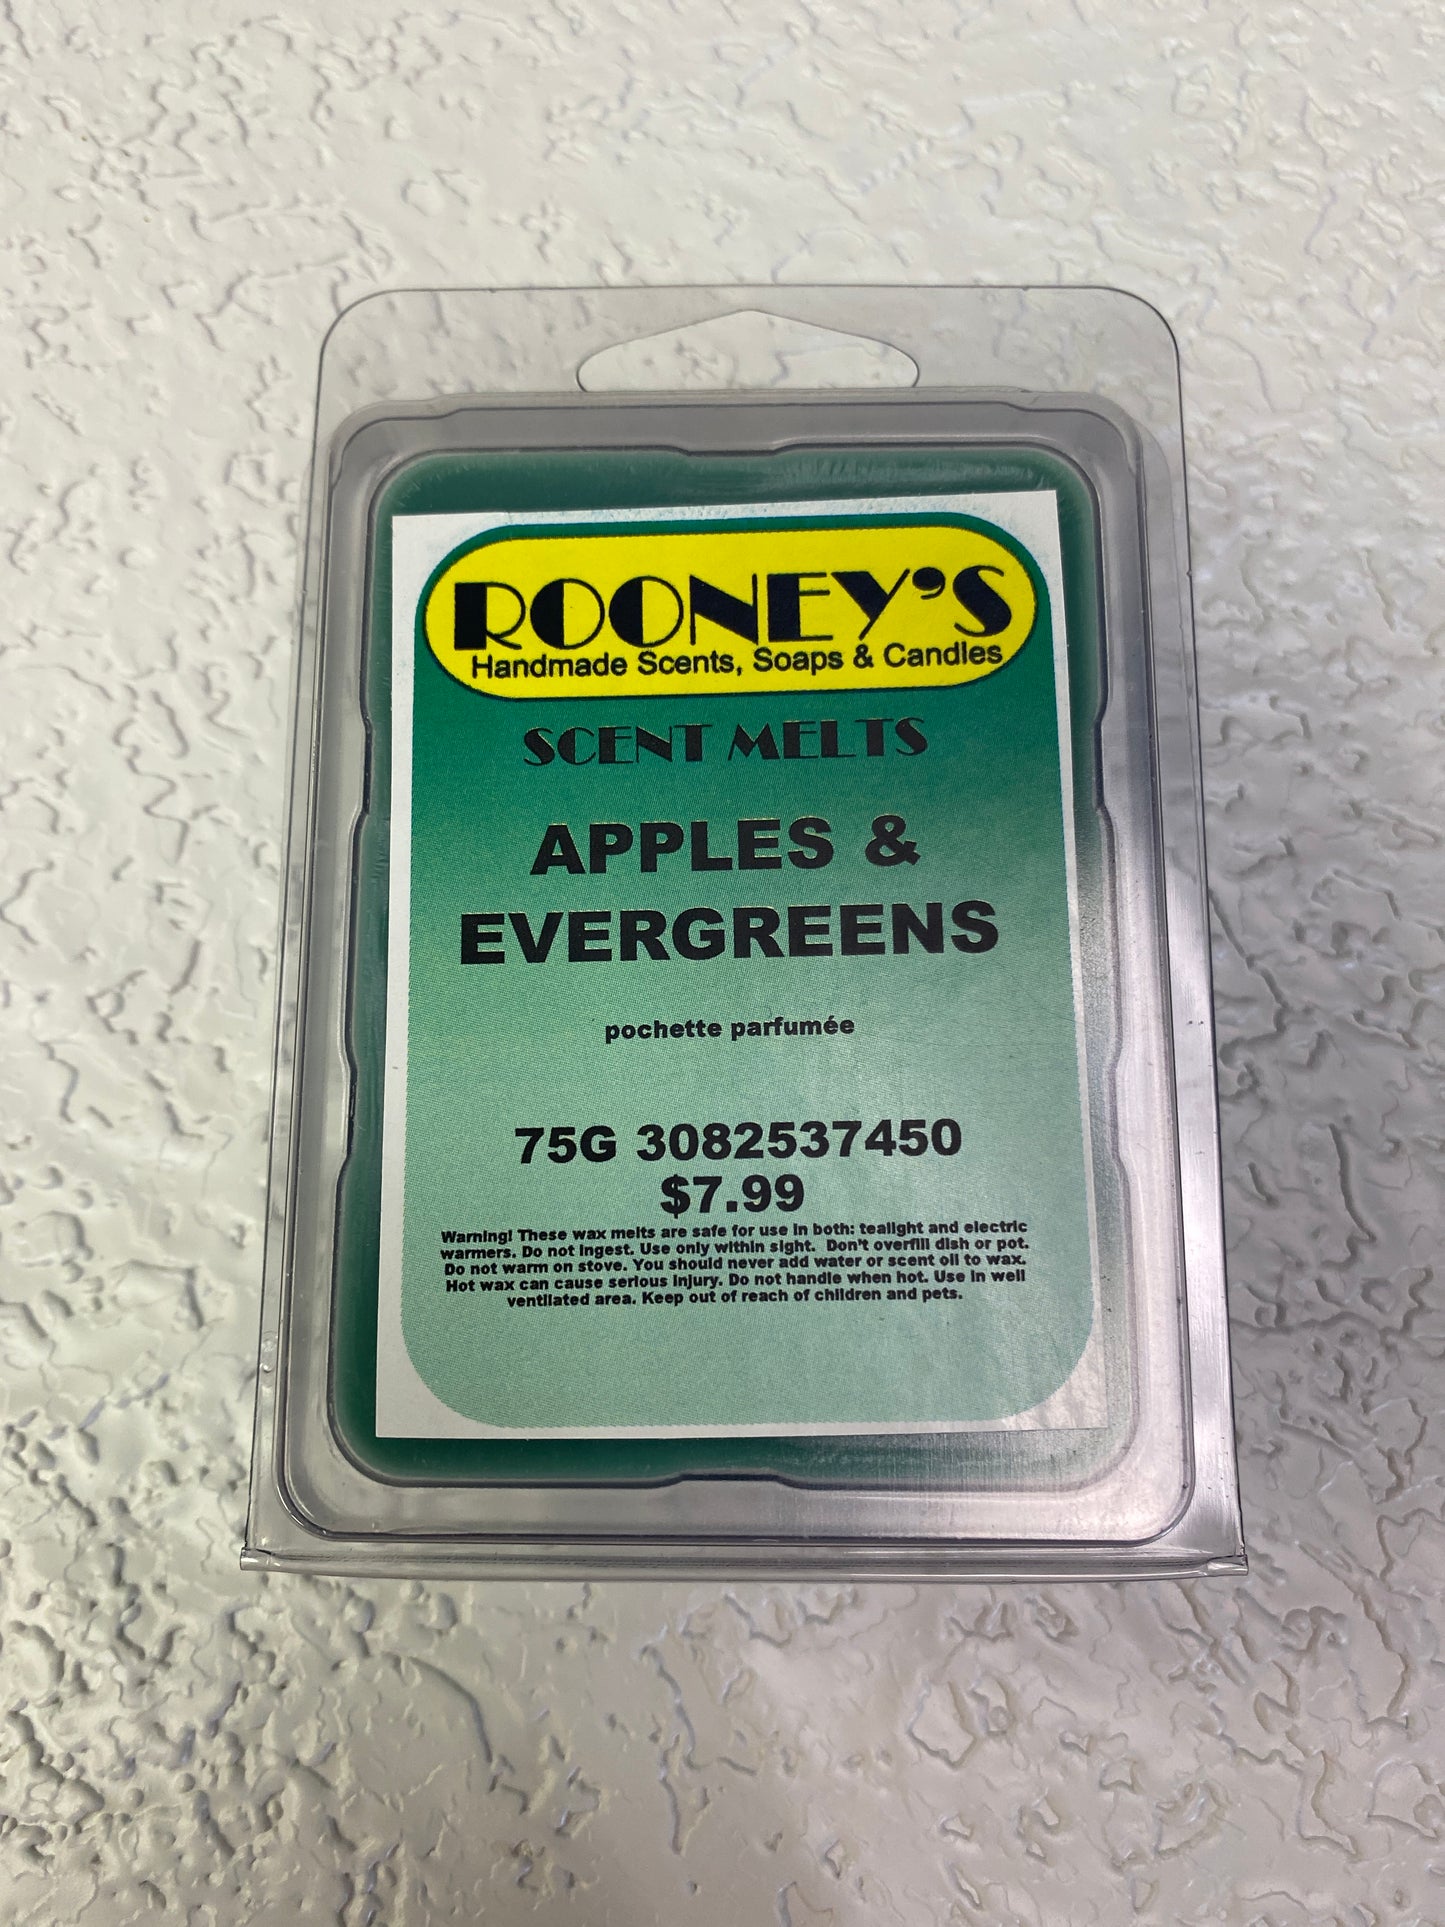 ROONEY'S
Handmade Scents, Soaps & Candles
SCENT MELTS
APPLES &
EVERGREENS
pochette parfumée
75G 3082537450
$7.99
Warning! These wax melts are safe for use in both: tealight and electric
warmers. Do not ingest. Use only within sight. Don't overfill dish or pot.
Do not warm on stove. You should never add water or scent oil to wax.
Hot wax can cause serious injury. Do not handle when hot. Use in well
ventilated area. Keep out of reach of children and pets.